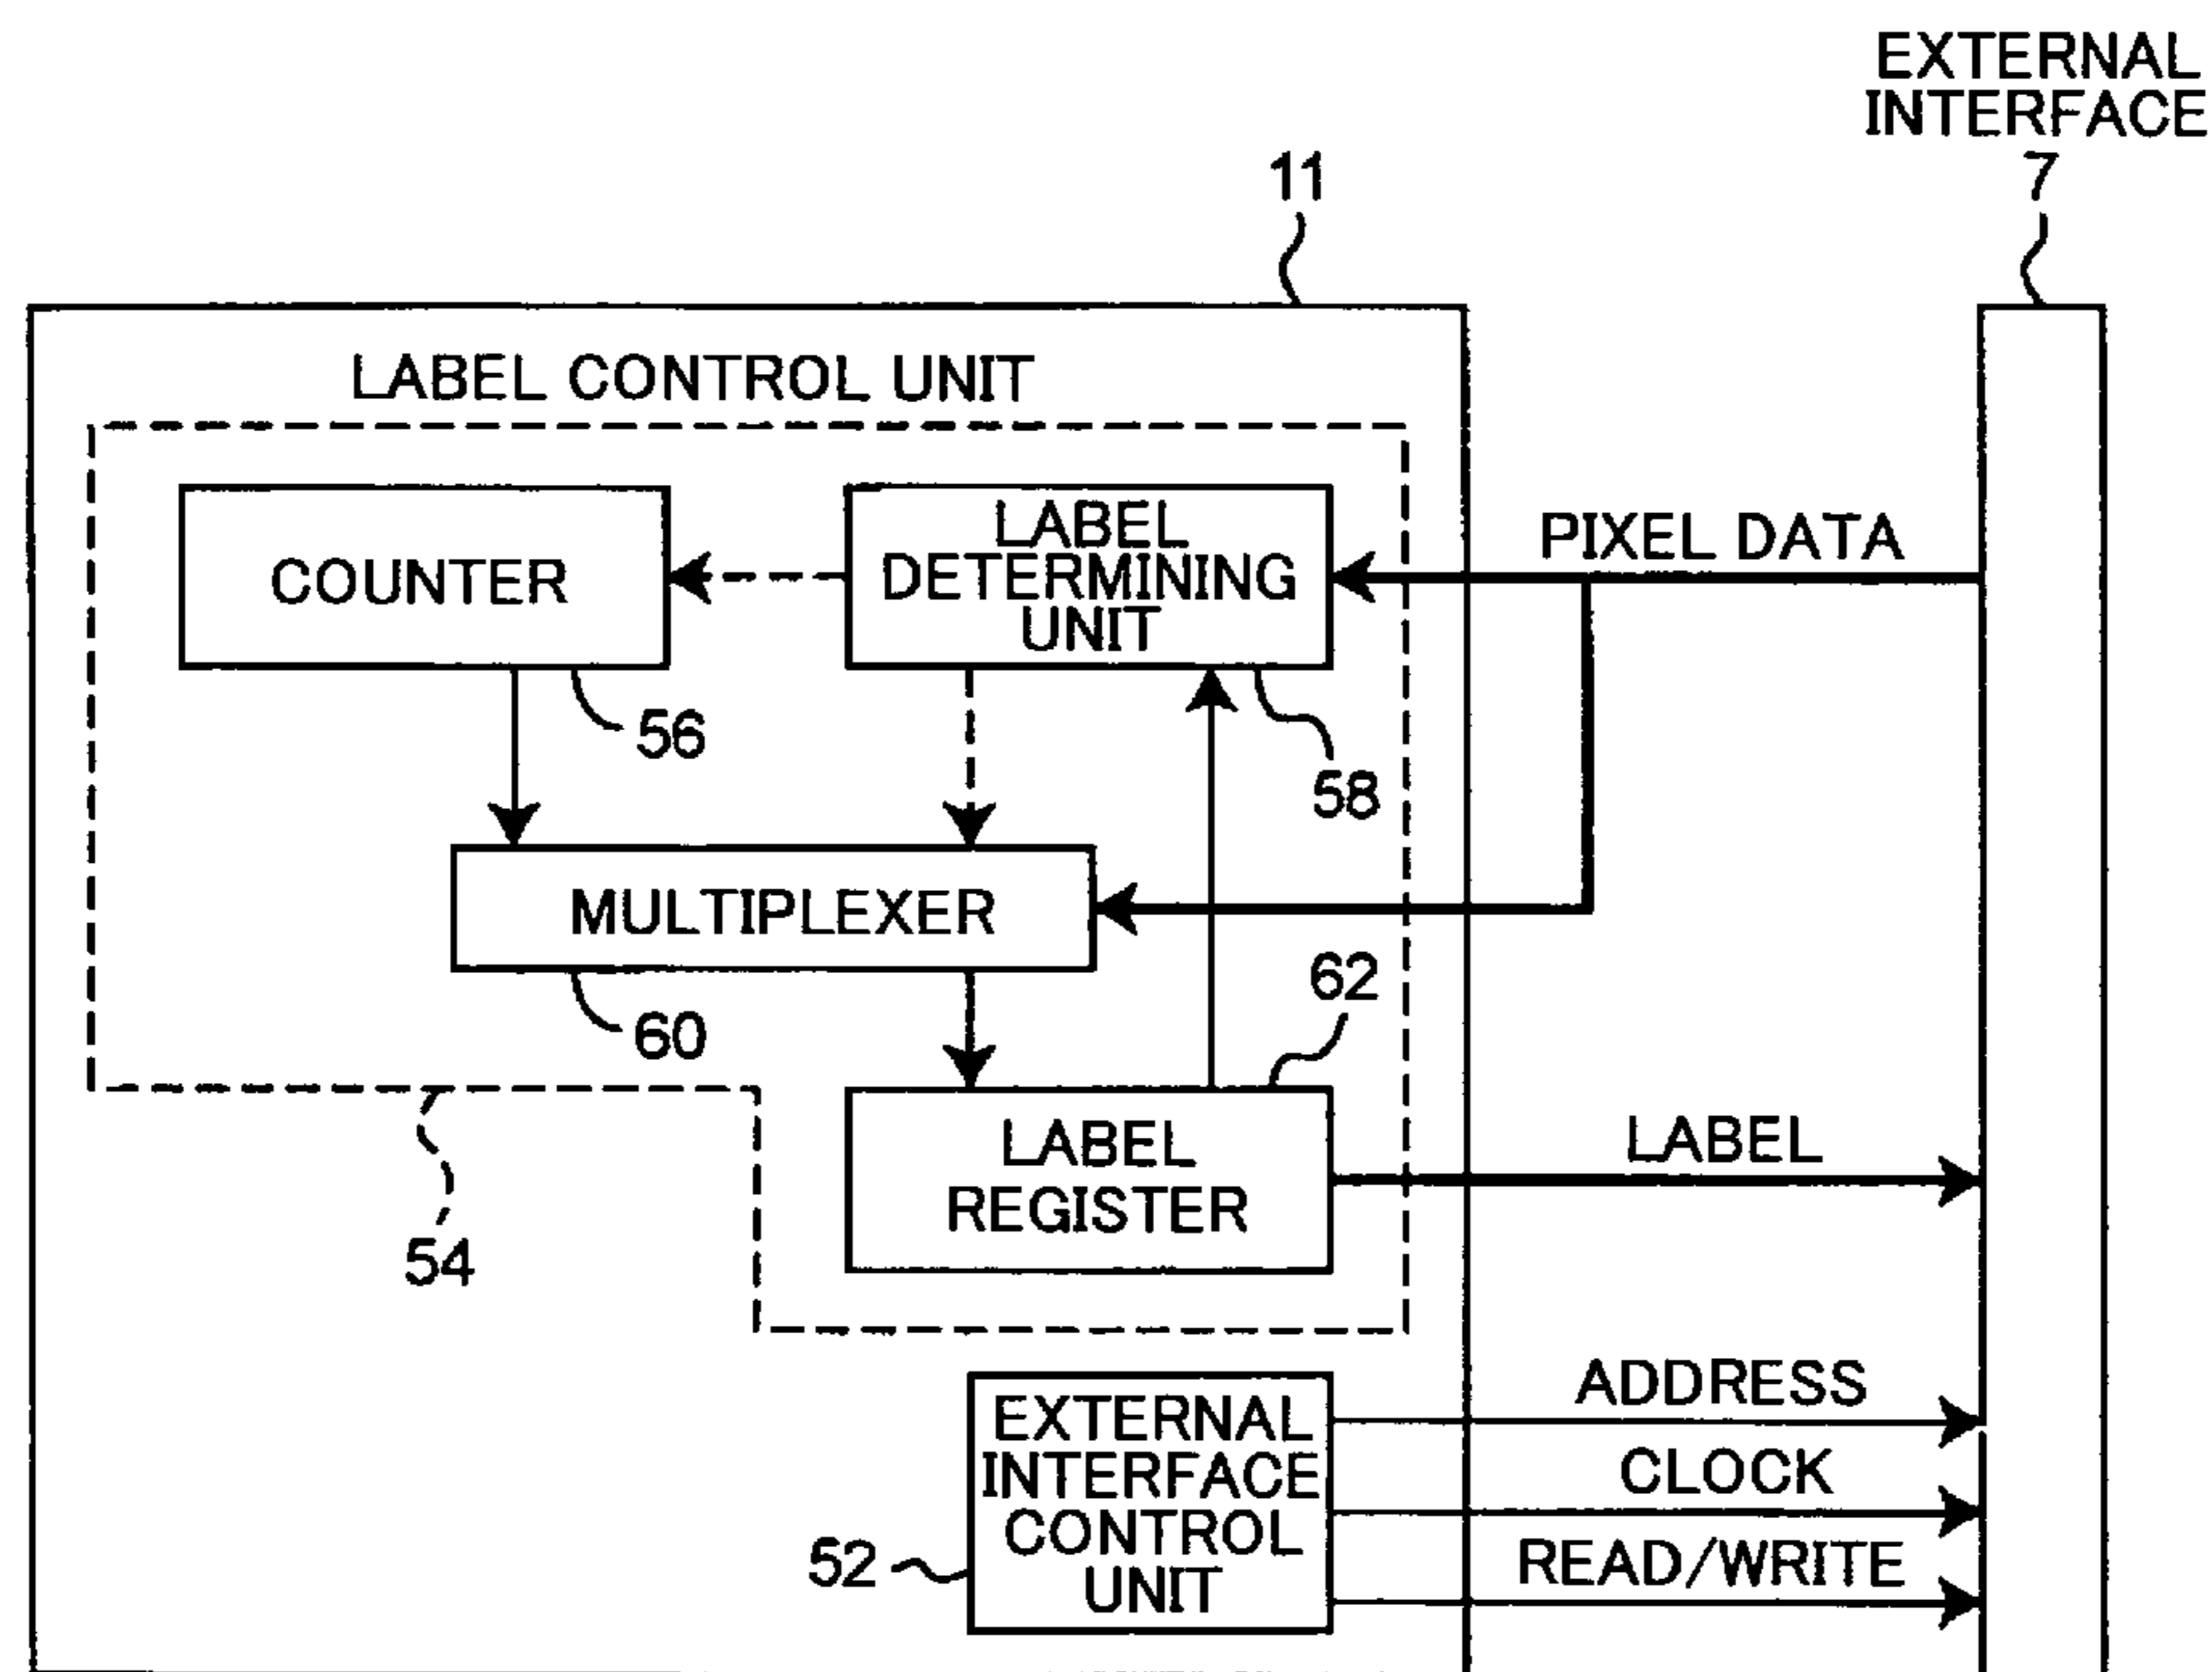 EXTERNAL
INTERFACE
7
11
LABEL CONTROL UNIT
COUNTER
LABEL
DETERMINING
UNIT
PIXEL DATA
56
58
MULTIPLEXER
60
62
LABEL
REGISTER
LABEL
54
EXTERNAL
INTERFACE
CONTROL
UNIT
52
ADDRESS
CLOCK
READ/WRITE